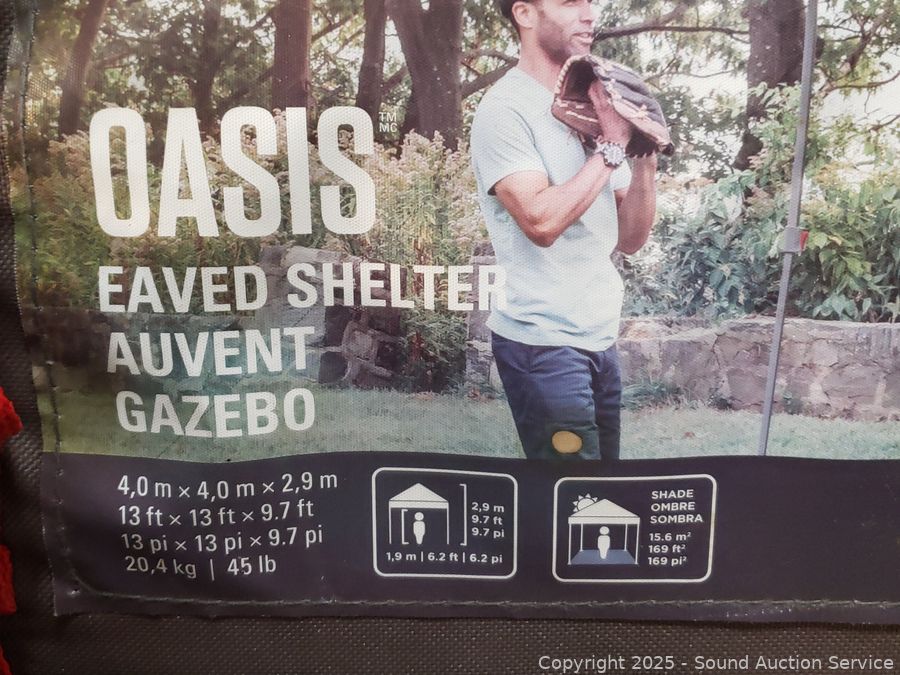 OASIS TM MC
EAVED SHELTER
AUVENT
GAZEBO
4,0 m × 4,0 m × 2,9 m
13 ft × 13 ft × 9.7 ft
13 pi × 13 pi × 9.7 pi
20,4 kg | 45 lb
2,9 m
9.7 ft
9.7 pi
1,9 m | 6.2 ft | 6.2 pi
SHADE
OMBRE
SOMBRA
15.6 m²
169 ft²
169 pi²
Copyright 2025 - Sound Auction Service